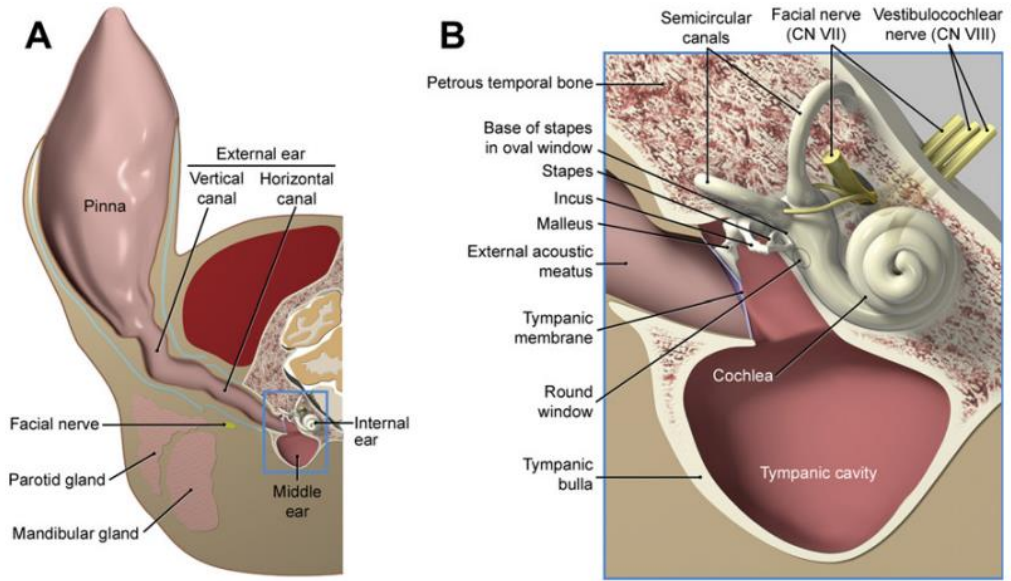 A
External ear
Vertical
canal
Horizontal
canal
Pinna
Facial nerve
Parotid gland
Mandibular gland
Internal
ear
Middle
ear
B
Semicircular
canals
Facial nerve
(CN VII)
Vestibulocochlear
nerve (CN VIII)
Petrous temporal bone
Base of stapes
in oval window
Stapes
Incus
Malleus
External acoustic
meatus
Tympanic
membrane
Round
window
Tympanic
bulla
Cochlea
Tympanic cavity